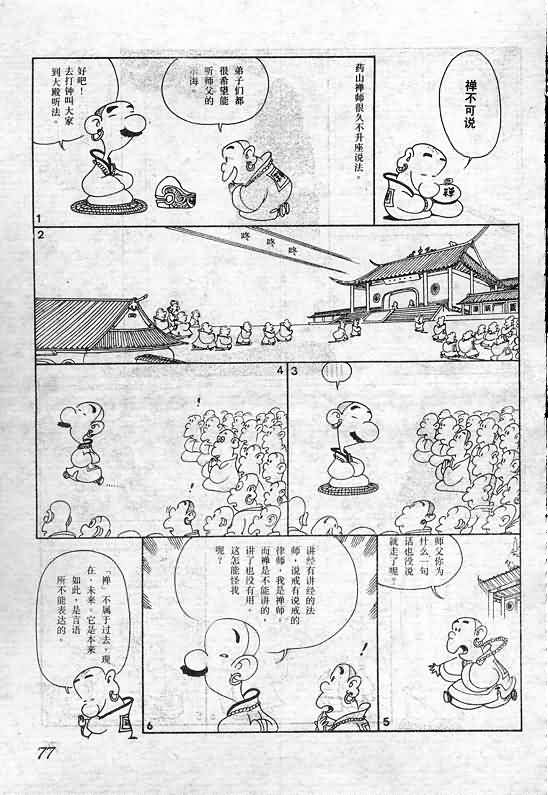 禅不可说
药山禅师很久不升座说法。
弟子们都
很希望能
听师父的
示海。
好吧！
去打钟叫大家
到大殿听法。
1
2
咚
咚
咚
3
4
师父你为
什么一句
话也没说
就走了呢？
5
讲经有讲经的法
师，说戒有说戒的
律师，我是禅师，
而禅是不能讲的，
讲了也没有用。
这怎能怪我
呢？
6
「禅，不属于过去，现
在，未来。它是本来
如此，是言语
所不能表达的。
77